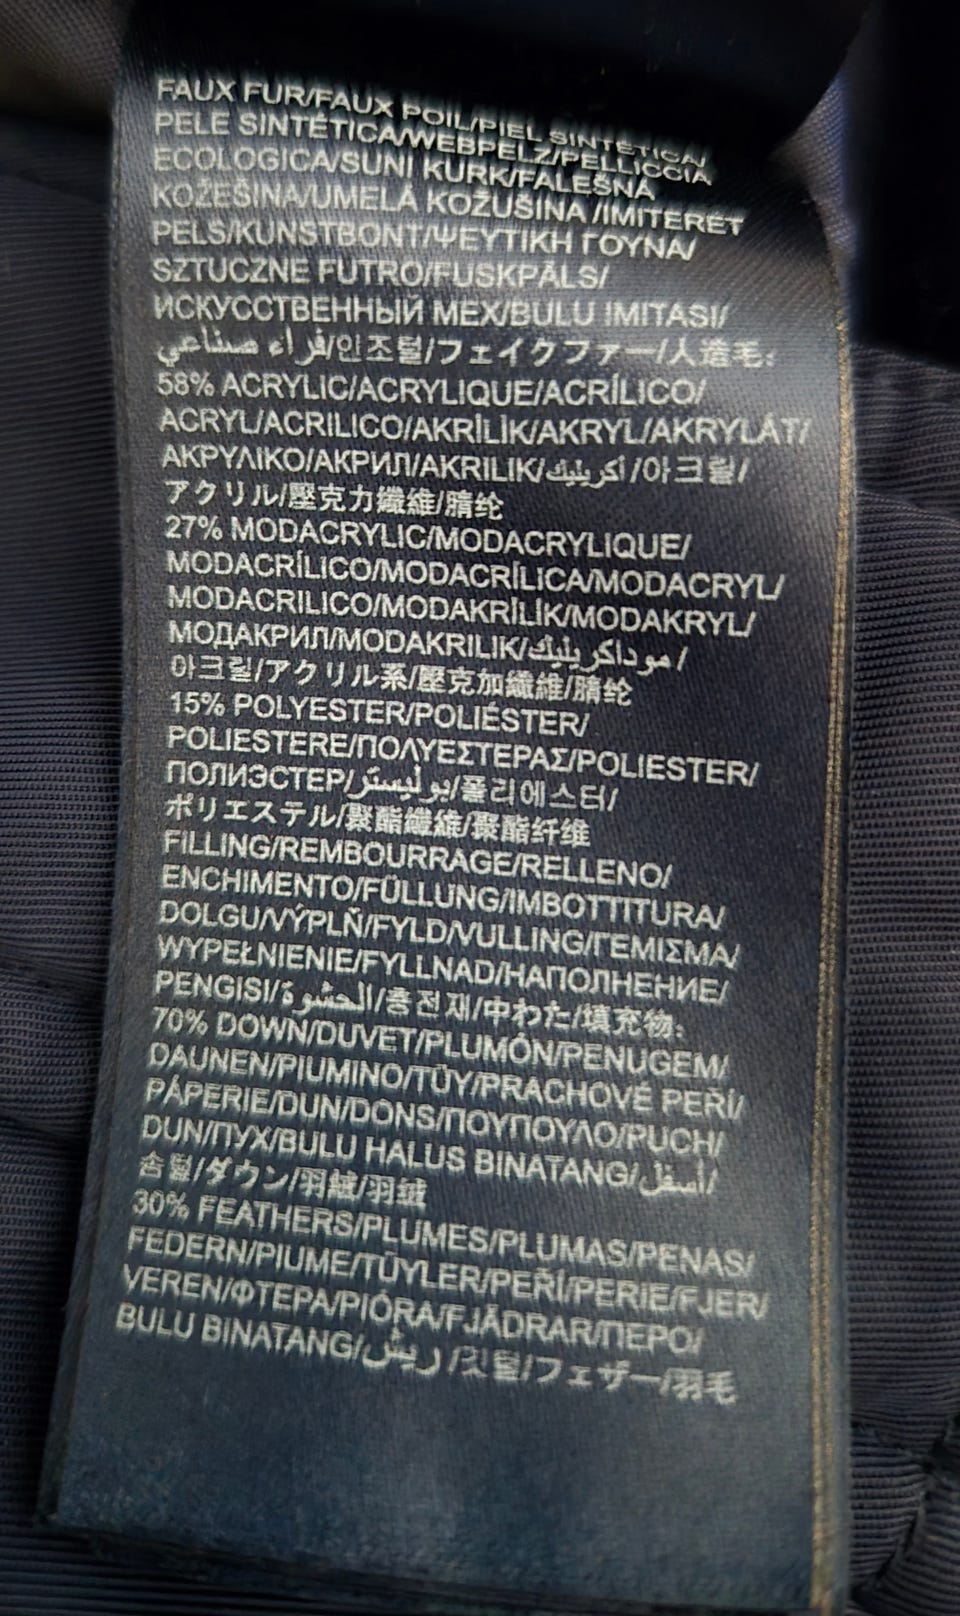 FAUX FUR/FAUX POIL/PIEL SINTÉTICA/
PELE SINTÉTICA/WEBPELZ/PELLICCIA
ECOLOGICA/SUNI KÜRK/FALEŠNÁ
KOŽEŠINA/UMELÁ KOŽUŠINA /IMITERET
PELS/KUNSTBONT/ΨΕΥΤΙΚΗ ΓΟΥΝΑ/
SZTUCZNE FUTRO/FUSKPÄLS/
ИСКУССТВЕННЫЙ МЕХ/BULU IMITASI/
فراء صناعي/인조털/フェイクファー/人造毛:
58% ACRYLIC/ACRYLIQUE/ACRÍLICO/
ACRYL/ACRILICO/AKRİLİK/AKRYL/AKRYLÁT/
ΑΚΡΥΛΙΚΟ/АКРИЛ/AKRILIK/أكريليك/아크릴/
アクリル/壓克力纖維/腈纶
27% MODACRYLIC/MODACRYLIQUE/
MODACRÍLICO/MODACRÍLICA/MODACRYL/
MODACRILICO/MODAKRİLİK/MODAKRYL/
МОДАКРИЛ/MODAKRILIK/موداكريليك/
아크릴/アクリル系/壓克加纖維/腈纶
15% POLYESTER/POLIÉSTER/
POLIESTERE/ΠΟΛΥΕΣΤΕΡΑΣ/POLIESTER/
ПОЛИЭСТЕР/بوليستر/폴리에스터/
ポリエステル/聚酯纖維/聚酯纤维
FILLING/REMBOURRAGE/RELLENO/
ENCHIMENTO/FÜLLUNG/IMBOTTITURA/
DOLGU/VÝPLŇ/FYLD/VULLING/ΓΕΜΙΣΜΑ/
WYPEŁNIENIE/FYLLNAD/НАПОЛНЕНИЕ/
PENGISI/الحشوة/충전재/中わた/填充物:
70% DOWN/DUVET/PLUMÓN/PENUGEM/
DAUNEN/PIUMINO/TÜY/PRACHOVÉ PEŘÍ/
PÁPERIE/DUN/DONS/ΠΟΥΠΟΥΛΟ/PUCH/
DUN/ПУХ/BULU HALUS BINATANG/أسفل/
솜털/ダウン/羽絨/羽绒
30% FEATHERS/PLUMES/PLUMAS/PENAS/
FEDERN/PIUME/TÜYLER/PEŘÍ/PERIE/FJER/
VEREN/ΦΤΕΡΑ/PIÓRA/FJÄDRAR/ПЕРО/
BULU BINATANG/ريش/깃털/フェザー/羽毛